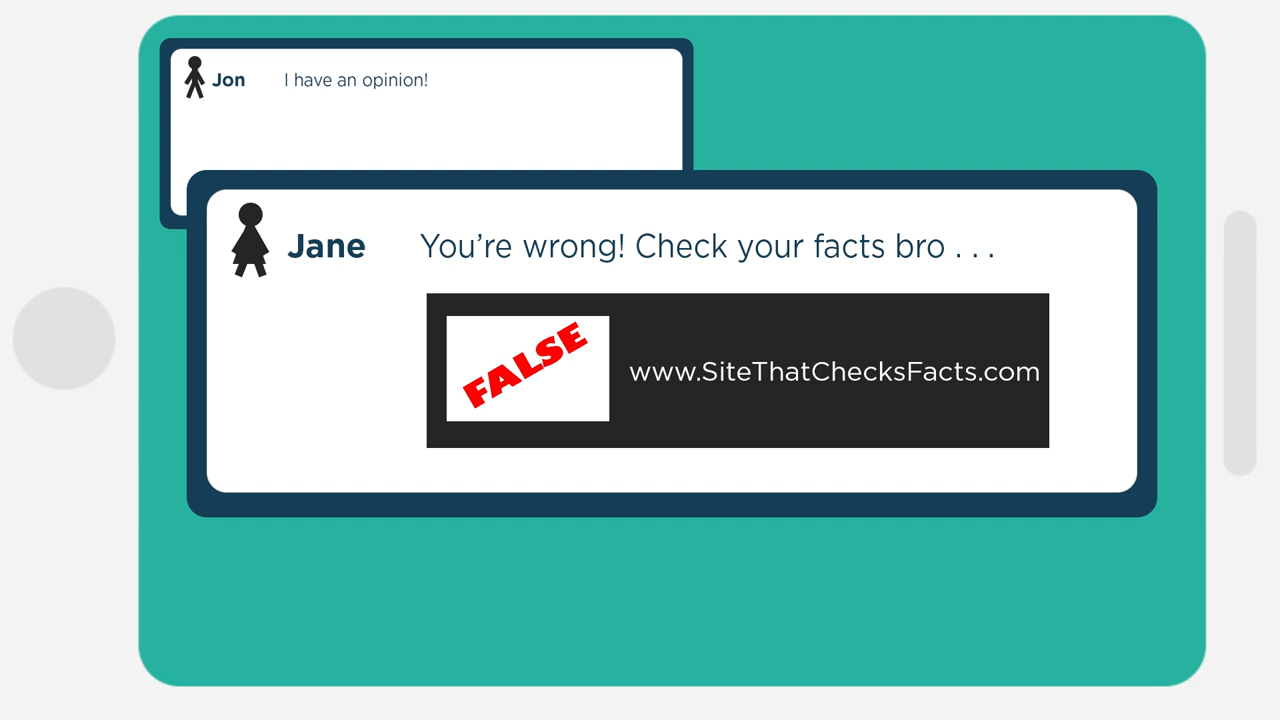 Jon I have an opinion!
Jane You're wrong! Check your facts bro . . .
FALSE
www.SiteThatChecksFacts.com